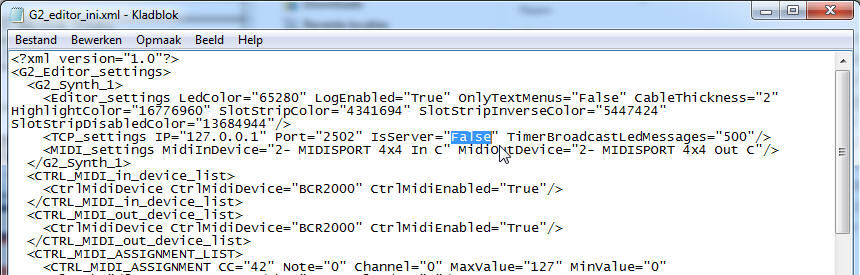 G2_editor_ini.xml - Kladblok
Bestand Bewerken Opmaak Beeld Help
<?xml version="1.0"?>
<G2_Editor_settings>
<G2_Synth_1>
<Editor_settings LedColor="65280" LogEnabled="True" OnlyTextMenus="False" CableThickness="2"
HighlightColor="16776960" SlotStripColor="4341694" SlotStripInverseColor="5447424"
SlotStripDisabledColor="13684944"/>
<TCP_settings IP="127.0.0.1" Port="2502" IsServer="False" TimerBroadcastLedMessages="500"/>
<MIDI_settings MidiInDevice="2- MIDISPORT 4x4 In C" MidiOutDevice="2- MIDISPORT 4x4 Out C"/>
</G2_Synth_1>
<CTRL_MIDI_in_device_list>
<CtrlMidiDevice CtrlMidiDevice="BCR2000" CtrlMidiEnabled="True"/>
</CTRL_MIDI_in_device_list>
<CTRL_MIDI_out_device_list>
<CtrlMidiDevice CtrlMidiDevice="BCR2000" CtrlMidiEnabled="True"/>
</CTRL_MIDI_out_device_list>
<CTRL_MIDI_ASSIGNMENT_LIST>
<CTRL_MIDI_ASSIGNMENT CC="42" Note="0" Channel="0" MaxValue="127" MinValue="0"